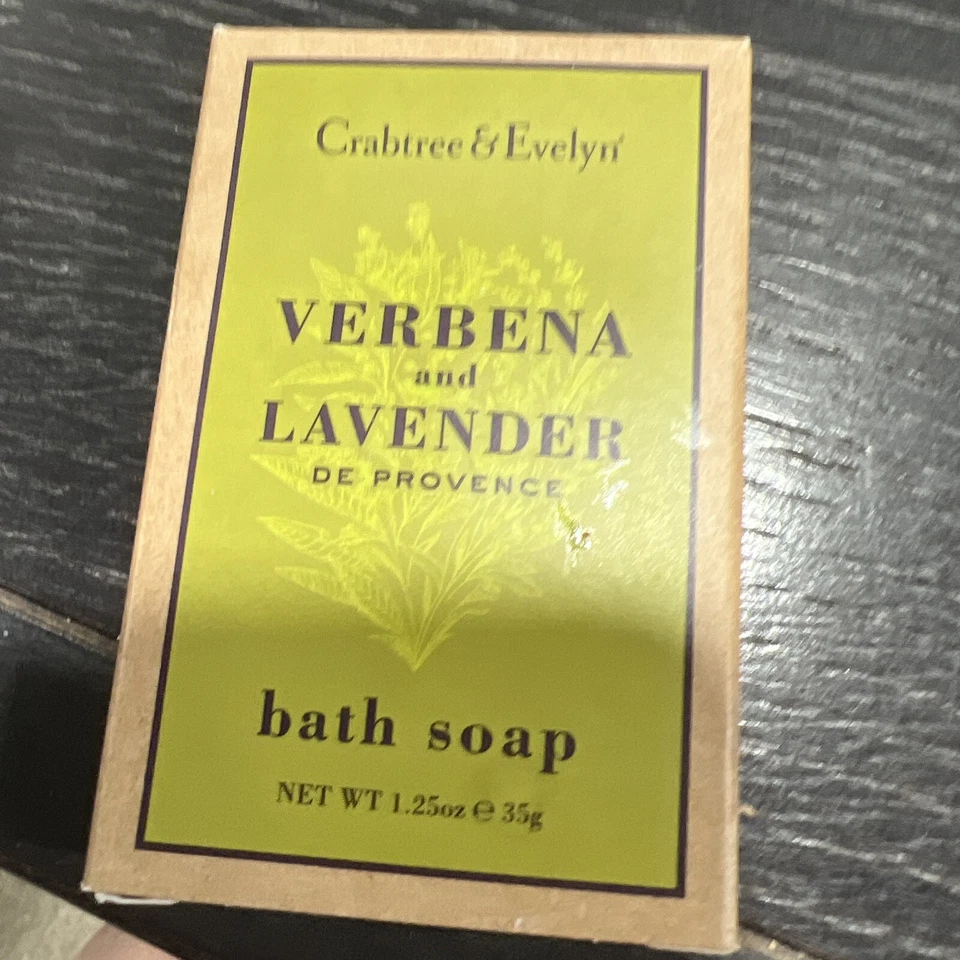 Crabtree & Evelyn
VERBENA
and
LAVENDER
DE PROVENCE
bath soap
NET WT 1.25oz ℮ 35g